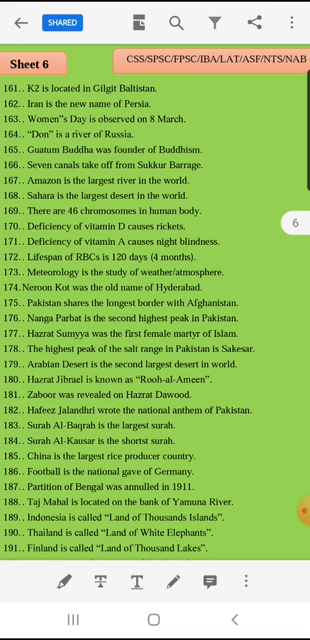 SHARED
Sheet 6
CSS/SPSC/FPSC/IBA/LAT/ASF/NTS/NAB
161. . K2 is located in Gilgit Baltistan.
162. . Iran is the new name of Persia.
163. . Women"s Day is observed on 8 March.
164. . “Don” is a river of Russia.
165. . Guatum Buddha was founder of Buddhism.
166. . Seven canals take off from Sukkur Barrage.
167. . Amazon is the largest river in the world.
168. . Sahara is the largest desert in the world.
169. . There are 46 chromosomes in human body.
6
170. . Deficiency of vitamin D causes rickets.
171. . Deficiency of vitamin A causes night blindness.
172. . Lifespan of RBCs is 120 days (4 months).
173. . Meteorology is the study of weather/atmosphere.
174. Neroon Kot was the old name of Hyderabad.
175. . Pakistan shares the longest border with Afghanistan.
176. . Nanga Parbat is the second highest peak in Pakistan.
177. . Hazrat Sumyya was the first female martyr of Islam.
178. . The highest peak of the salt range in Pakistan is Sakesar.
179. . Arabian Desert is the second largest desert in world.
180. . Hazrat Jibrael is known as “Rooh-al-Ameen”.
181. . Zaboor was revealed on Hazrat Dawood.
182. . Hafeez Jalandhri wrote the national anthem of Pakistan.
183. . Surah Al-Baqrah is the largest surah.
184. . Surah Al-Kausar is the shortst surah.
185. . China is the largest rice producer country.
186. . Football is the national gave of Germany.
187. . Partition of Bengal was annulled in 1911.
188. . Taj Mahal is located on the bank of Yamuna River.
189. . Indonesia is called “Land of Thousands Islands”.
190. . Thailand is called “Land of White Elephants”.
191. . Finland is called “Land of Thousand Lakes”.